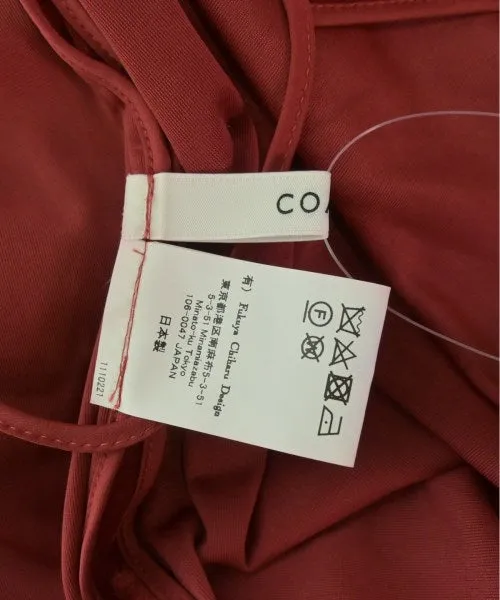 CO
有）Fukuya Chiharu Design
東京都港区南麻布5-3-51
5-3-51 Minamiazabu
Minato-ku Tokyo
106-0047 JAPAN
日本製
1110221
F
W